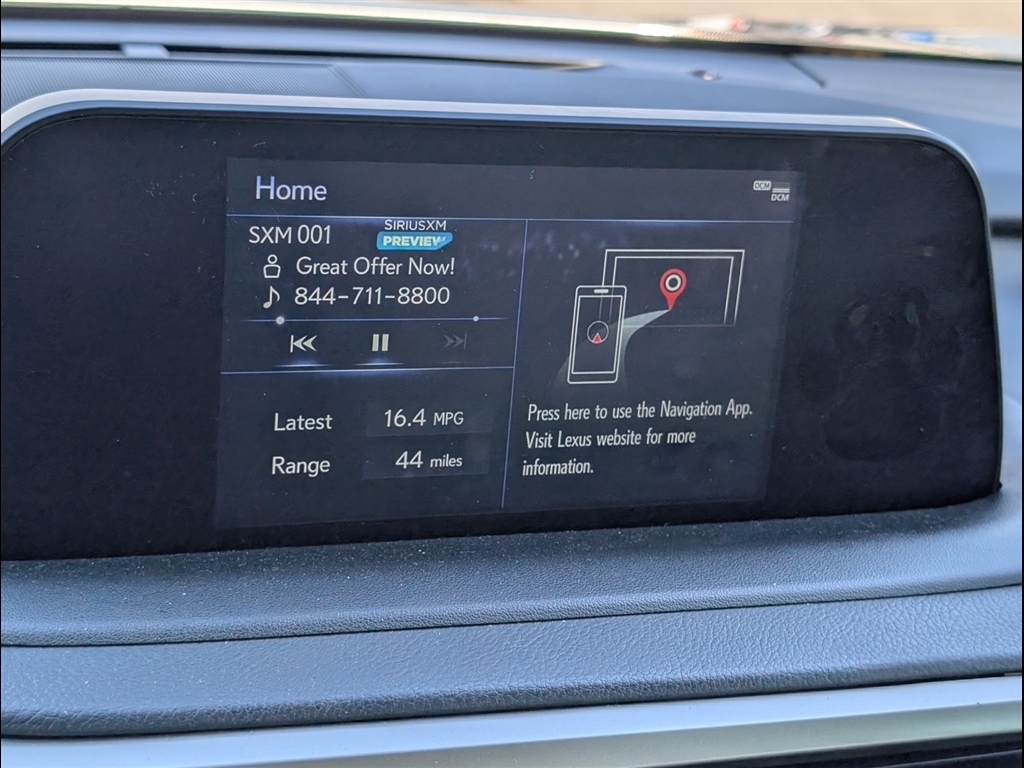 Home
DCM
DCM
SXM 001
SIRIUSXM
PREVIEW
Great Offer Now!
844-711-8800
Latest 16.4 MPG
Range 44 miles
Press here to use the Navigation App.
Visit Lexus website for more
information.